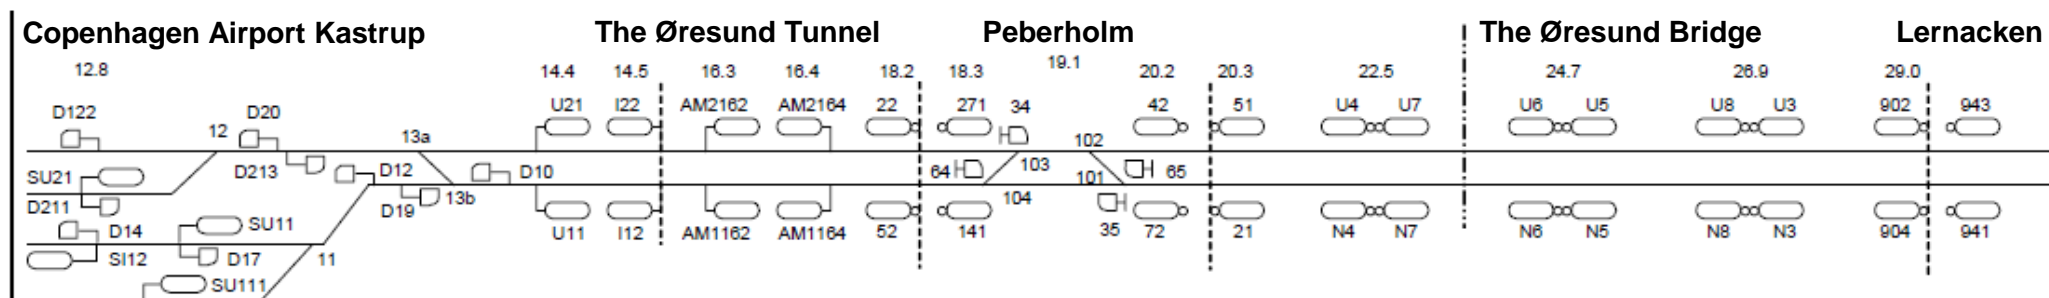 Copenhagen Airport Kastrup The Øresund Tunnel Peberholm The Øresund Bridge Lernacken
12.8 14.4 14.5 16.3 16.4 18.2 18.3 19.1 20.2 20.3 22.5 24.7 26.9 29.0
D122 D20 U21 I22 AM2162 AM2164 22 271 34 42 51 U4 U7 U6 U5 U8 U3 902 943
12 13a 102
SU21 D213 D12 D10 64 103 101 65
D211 D19 13b 104
D14 SU11 U11 I12 AM1162 AM1164 52 141 35 72 21 N4 N7 N6 N5 N8 N3 904 941
SI12 D17 11
SU111